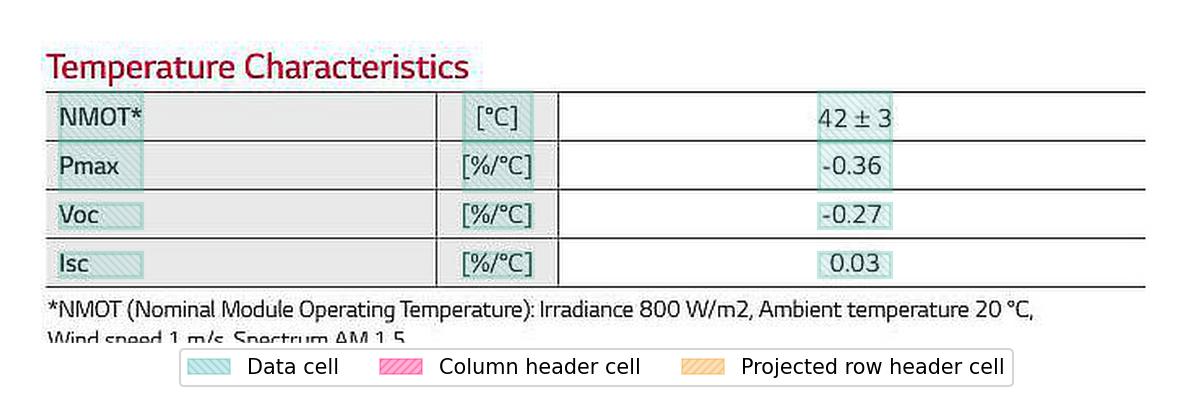 Temperature Characteristics
NMOT* [°C] 42 ± 3
Pmax [%/°C] -0.36
Voc [%/°C] -0.27
Isc [%/°C] 0.03
*NMOT (Nominal Module Operating Temperature): Irradiance 800 W/m2, Ambient temperature 20 °C,
Wind speed 1 m/s, Spectrum AM 1.5
Data cell Column header cell Projected row header cell